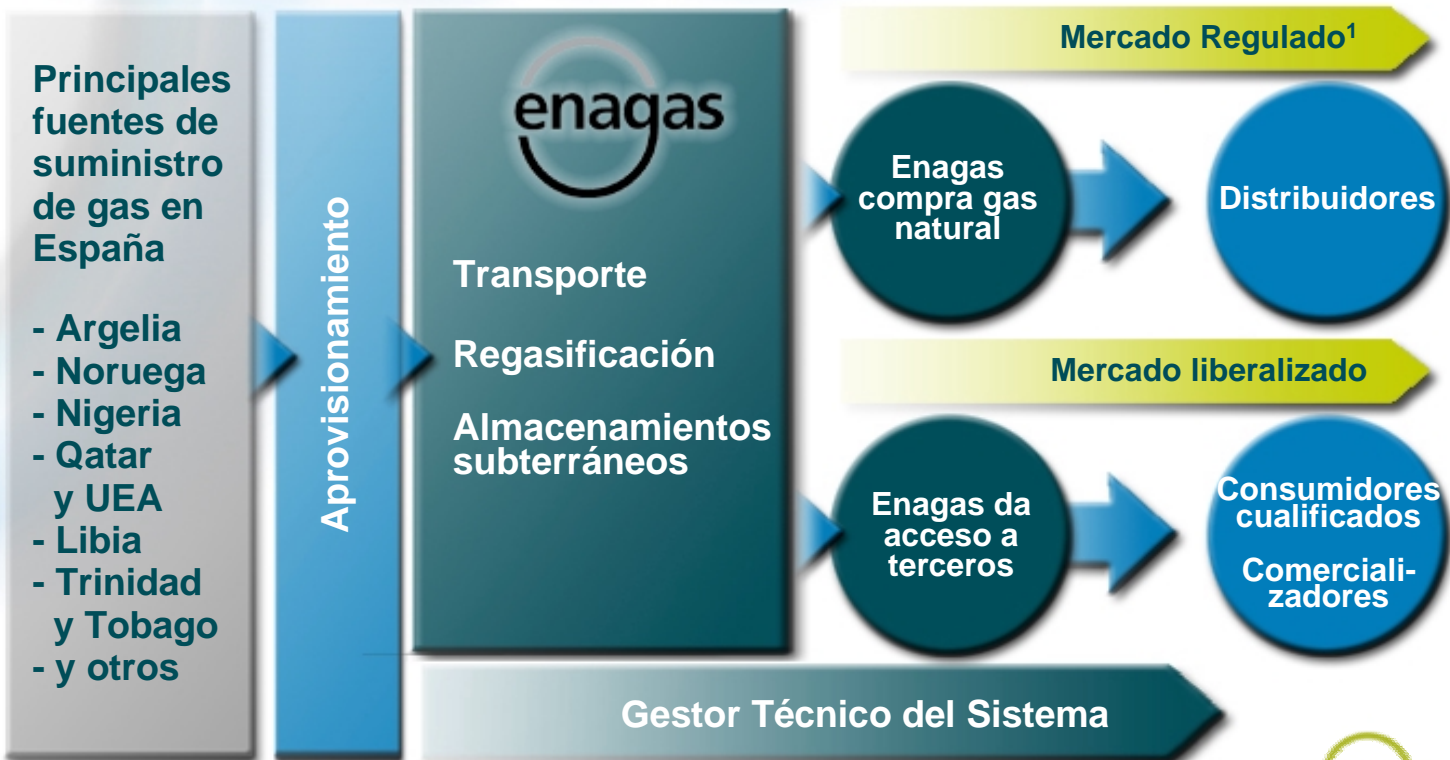 Principales
fuentes de
suministro
de gas en
España
- Argelia
- Noruega
- Nigeria
- Qatar
y UEA
- Libia
- Trinidad
y Tobago
- y otros
Aprovisionamiento
enagas
Transporte
Regasificación
Almacenamientos
subterráneos
Mercado Regulado¹
Enagas
compra gas
natural
Distribuidores
Mercado liberalizado
Enagas da
acceso a
terceros
Consumidores
cualificados
Comerciali-
zadores
Gestor Técnico del Sistema